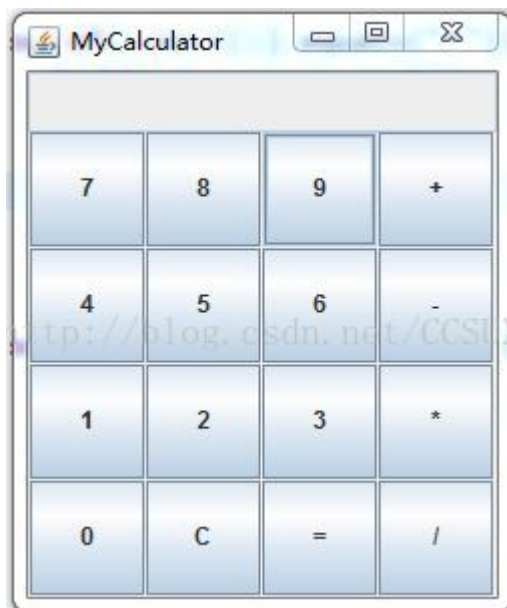 MyCalculator
7 8 9 +
4 5 6 -
http://blog.csdn.net/CCSU
1 2 3 *
0 C = /